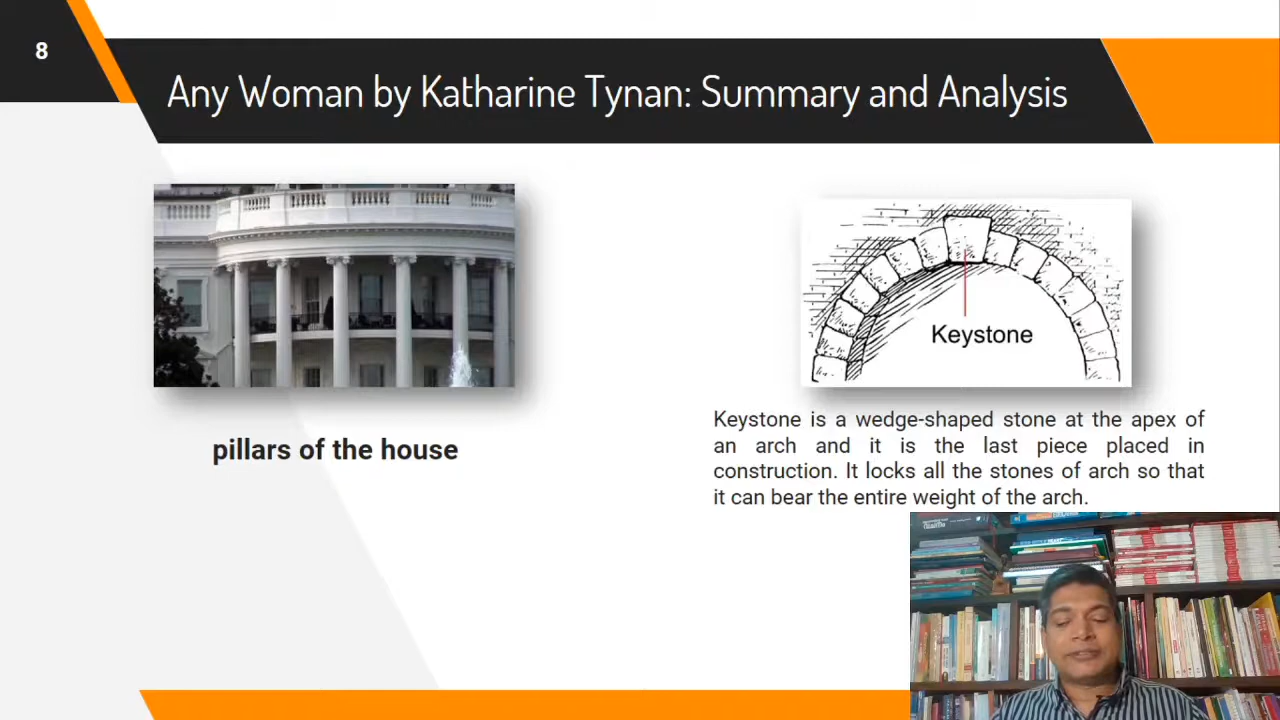 8
Any Woman by Katharine Tynan: Summary and Analysis
Keystone
pillars of the house
Keystone is a wedge-shaped stone at the apex of
an arch and it is the last piece placed in
construction. It locks all the stones of arch so that
it can bear the entire weight of the arch.